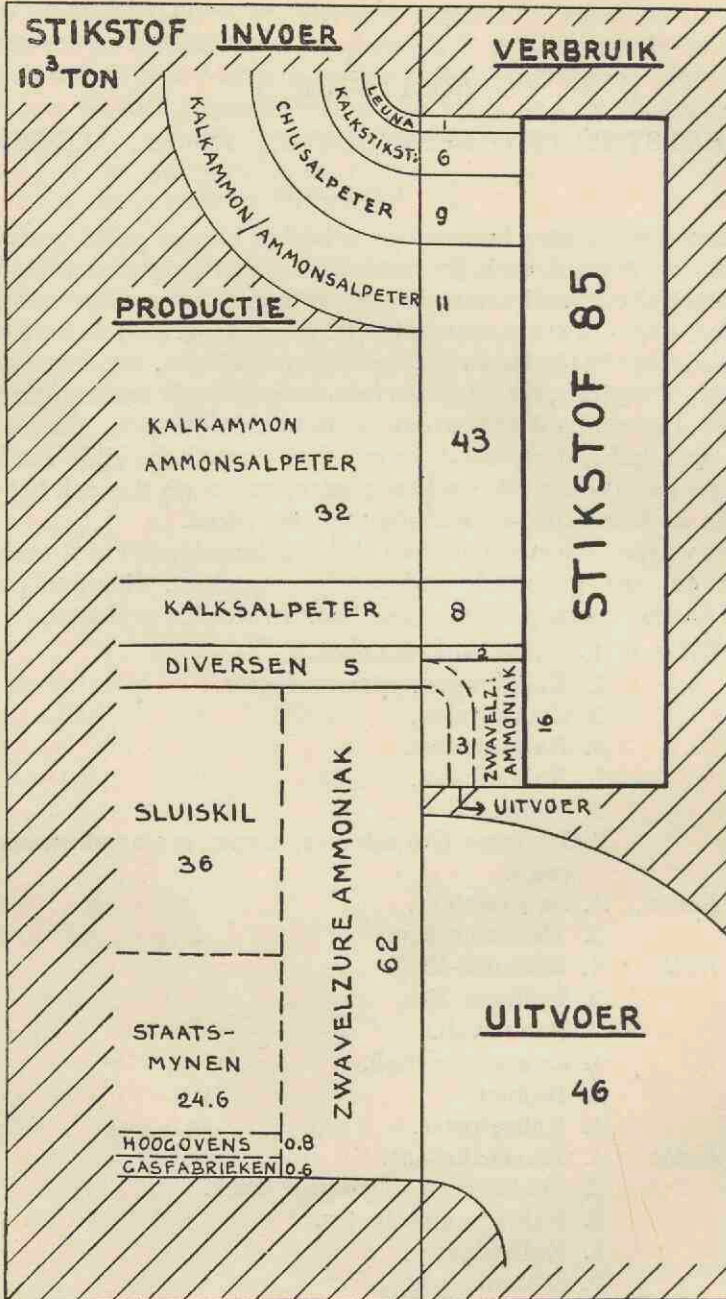 STIKSTOF INVOER
10³ TON
VERBRUIK
LEUNA
1
KALKSTIKST:
6
CHILISALPETER
9
KALKAMMON/AMMONSALPETER
11
PRODUCTIE
STIKSTOF 85
KALKAMMON
AMMONSALPETER
32
43
KALKSALPETER
8
DIVERSEN 5
2
3
ZWAVELZ:
AMMONIAK
16
UITVOER
SLUISKIL
36
ZWAVELZURE AMMONIAK
62
STAATS-
MYNEN
24.6
HOOGOVENS 0.8
GASFABRIEKEN 0.6
UITVOER
46